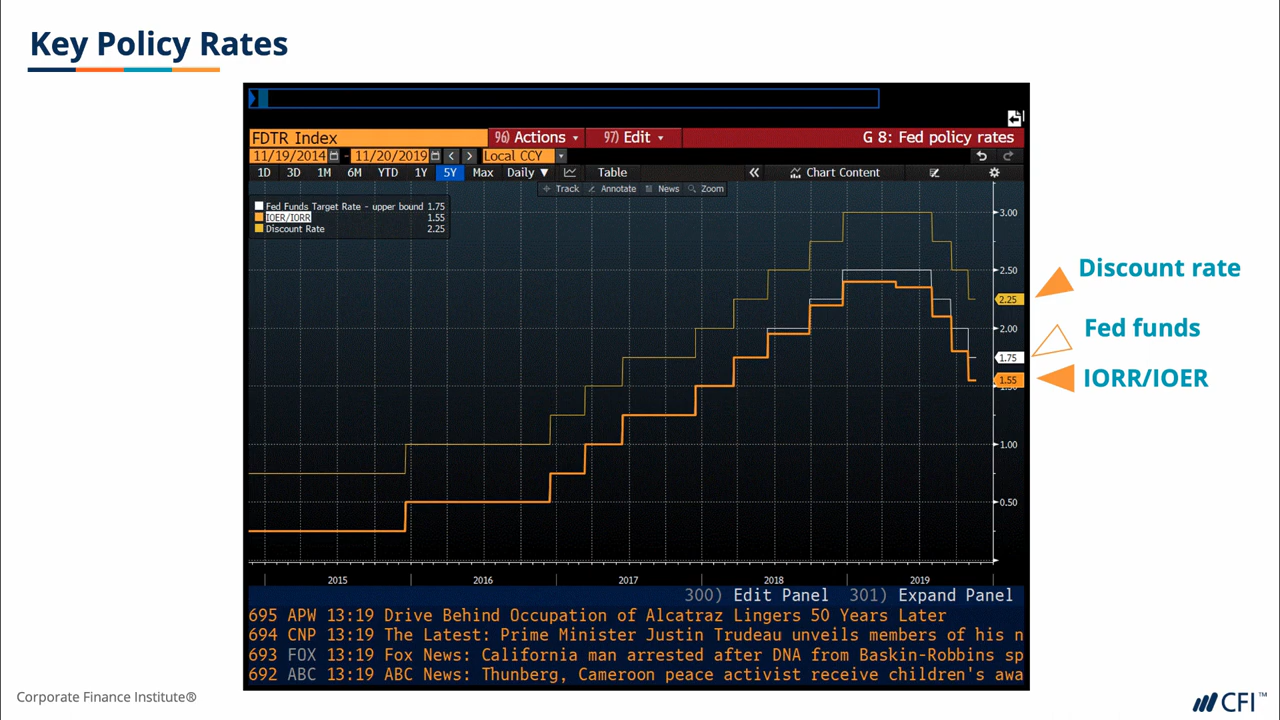 Key Policy Rates
FDTR Index 96) Actions 97) Edit G 8: Fed policy rates
11/19/2014 - 11/20/2019 Local CCY
1D 3D 1M 6M YTD 1Y 5Y Max Daily ▼ Table « Chart Content
Track Annotate News Zoom
Fed Funds Target Rate - upper bound 1.75
IOER/IORR 1.55
Discount Rate 2.25
3.00
2.50
2.25
2.00
1.75
1.55
1.00
0.50
Discount rate
Fed funds
IORR/IOER
2015 2016 2017 2018 2019
300) Edit Panel 301) Expand Panel
695 APW 13:19 Drive Behind Occupation of Alcatraz Lingers 50 Years Later
694 CNP 13:19 The Latest: Prime Minister Justin Trudeau unveils members of his n
693 FOX 13:19 Fox News: California man arrested after DNA from Baskin-Robbins sp
692 ABC 13:19 ABC News: Thunberg, Cameroon peace activist receive children's awa
Corporate Finance Institute®
CFI™